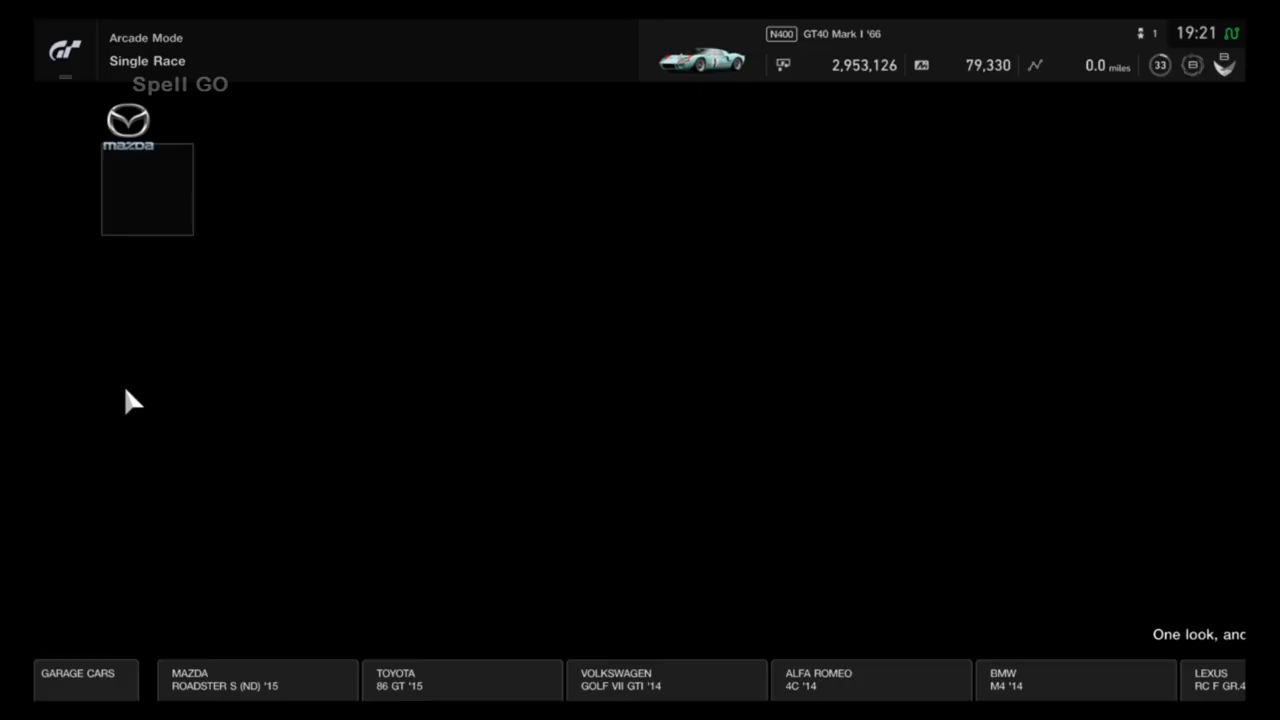 Arcade Mode
Single Race
Spell GO
N400 GT40 Mark I '66
1 19:21
2,953,126 79,330 0.0 miles 33 B B
mazda
One look, anc
GARAGE CARS
MAZDA
ROADSTER S (ND) '15
TOYOTA
86 GT '15
VOLKSWAGEN
GOLF VII GTI '14
ALFA ROMEO
4C '14
BMW
M4 '14
LEXUS
RC F GR.4